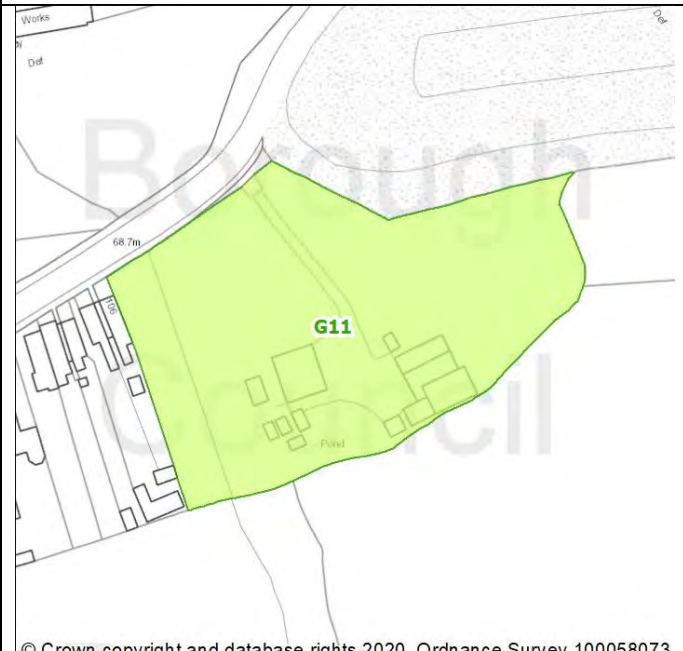 Works
Def
Def
Borough
68.7m
106
G11
Council
Pond
© Crown copyright and database rights 2020. Ordnance Survey 100058073